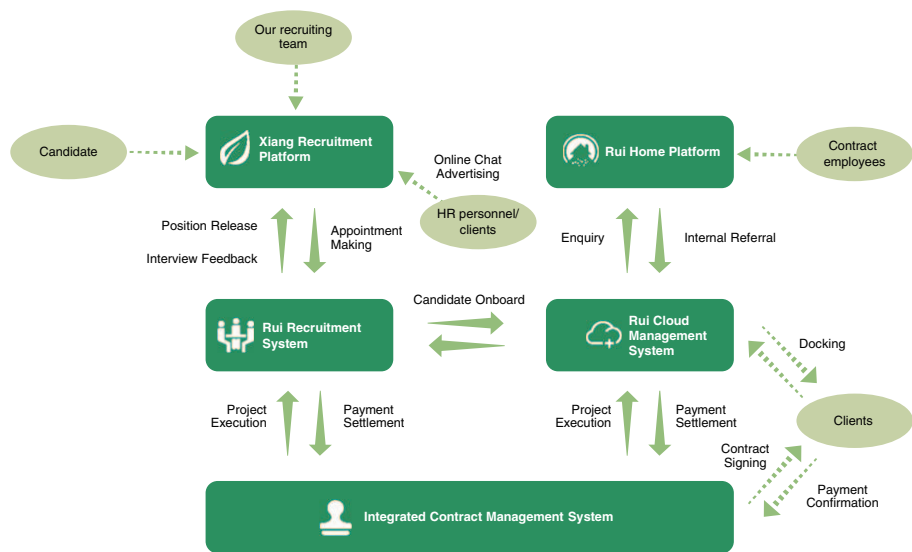 Our recruiting
team
Candidate
Xiang Recruitment
Platform
Rui Home Platform
Contract
employees
Online Chat
Advertising
HR personnel/
clients
Position Release
Interview Feedback
Appointment
Making
Enquiry
Internal Referral
Rui Recruitment
System
Candidate Onboard
Rui Cloud
Management
System
Docking
Clients
Project
Execution
Payment
Settlement
Project
Execution
Payment
Settlement
Contract
Signing
Payment
Confirmation
Integrated Contract Management System